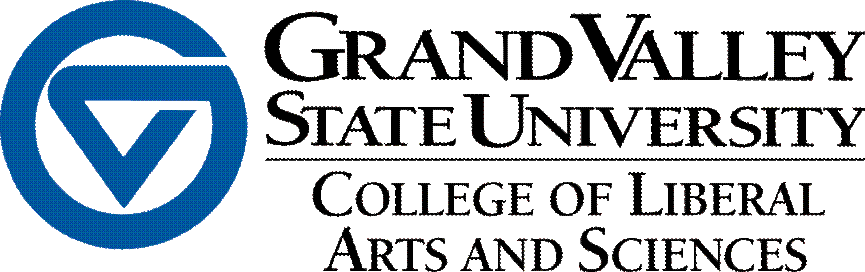 GRAND VALLEY
STATE UNIVERSITY
COLLEGE OF LIBERAL
ARTS AND SCIENCES